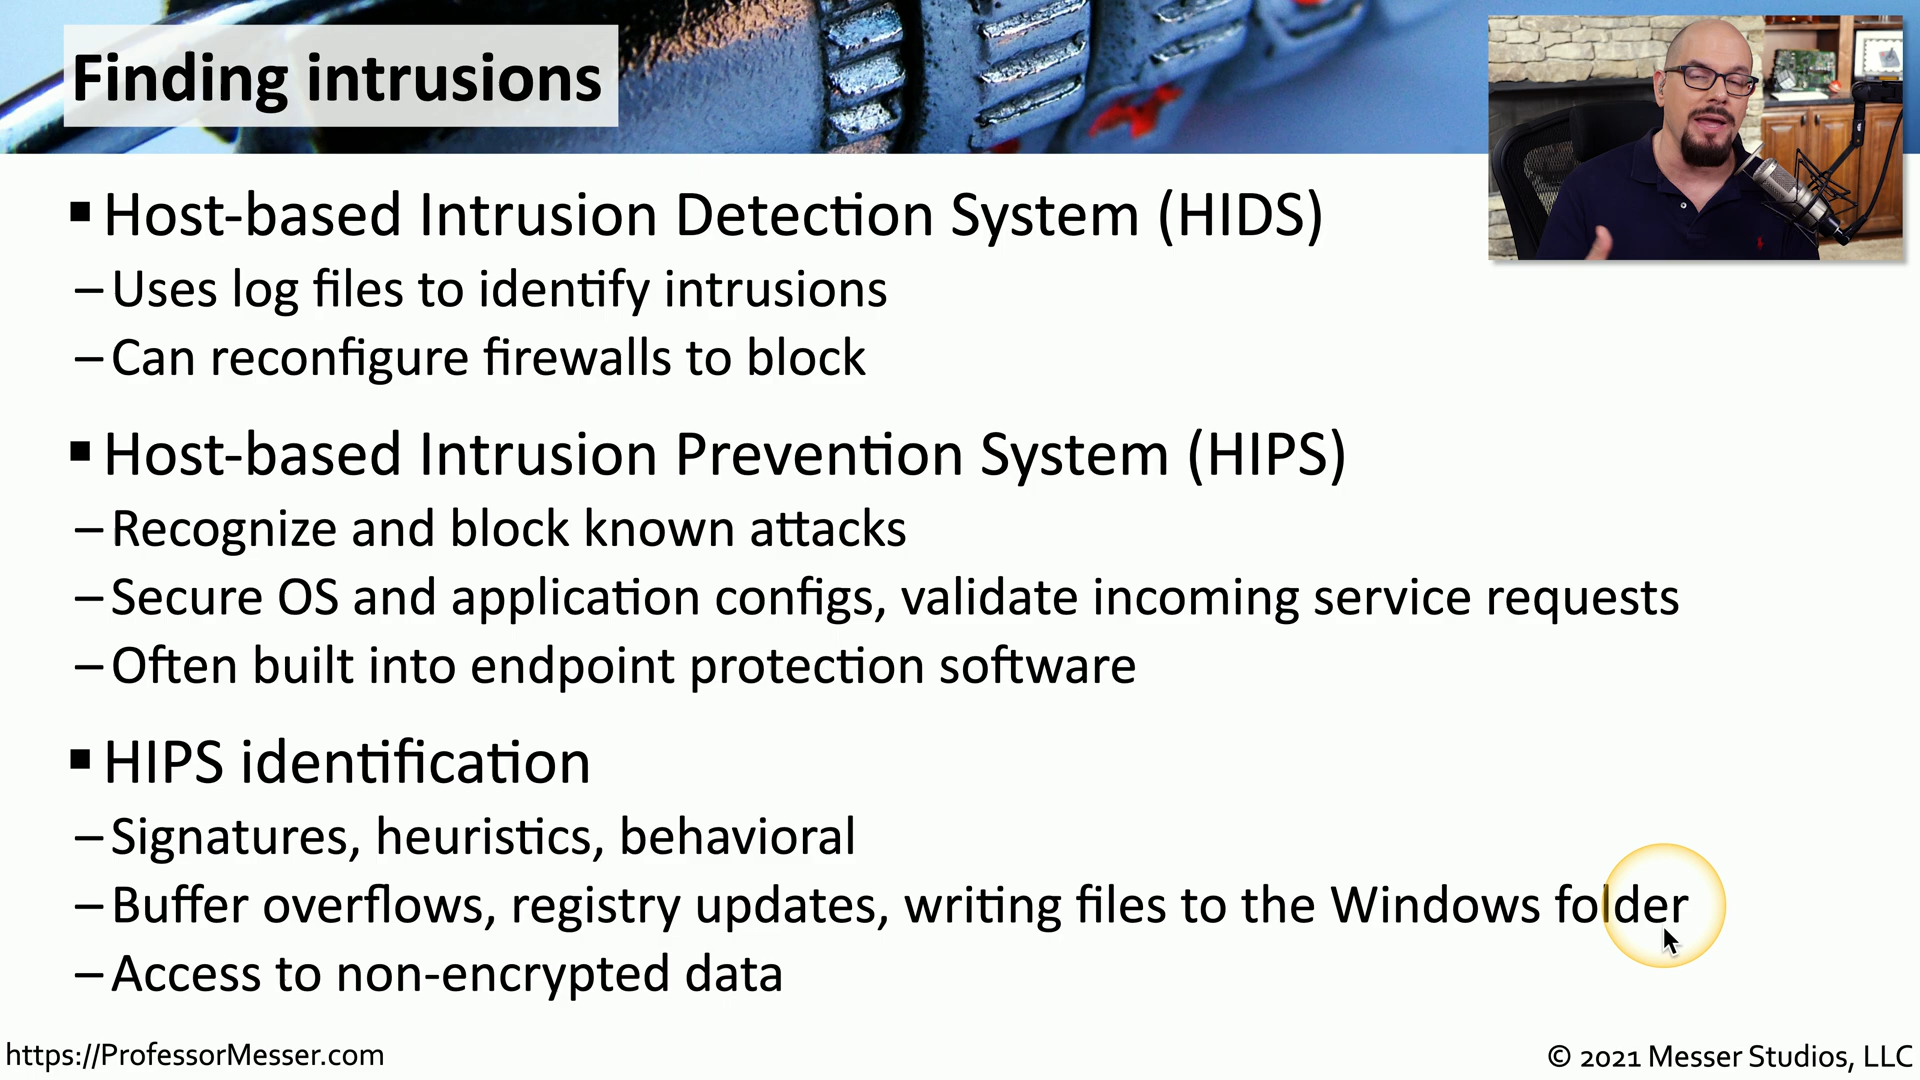 Finding intrusions
▪ Host-based Intrusion Detection System (HIDS)
– Uses log files to identify intrusions
– Can reconfigure firewalls to block
▪ Host-based Intrusion Prevention System (HIPS)
– Recognize and block known attacks
– Secure OS and application configs, validate incoming service requests
– Often built into endpoint protection software
▪ HIPS identification
– Signatures, heuristics, behavioral
– Buffer overflows, registry updates, writing files to the Windows folder
– Access to non-encrypted data
https://ProfessorMesser.com
© 2021 Messer Studios, LLC